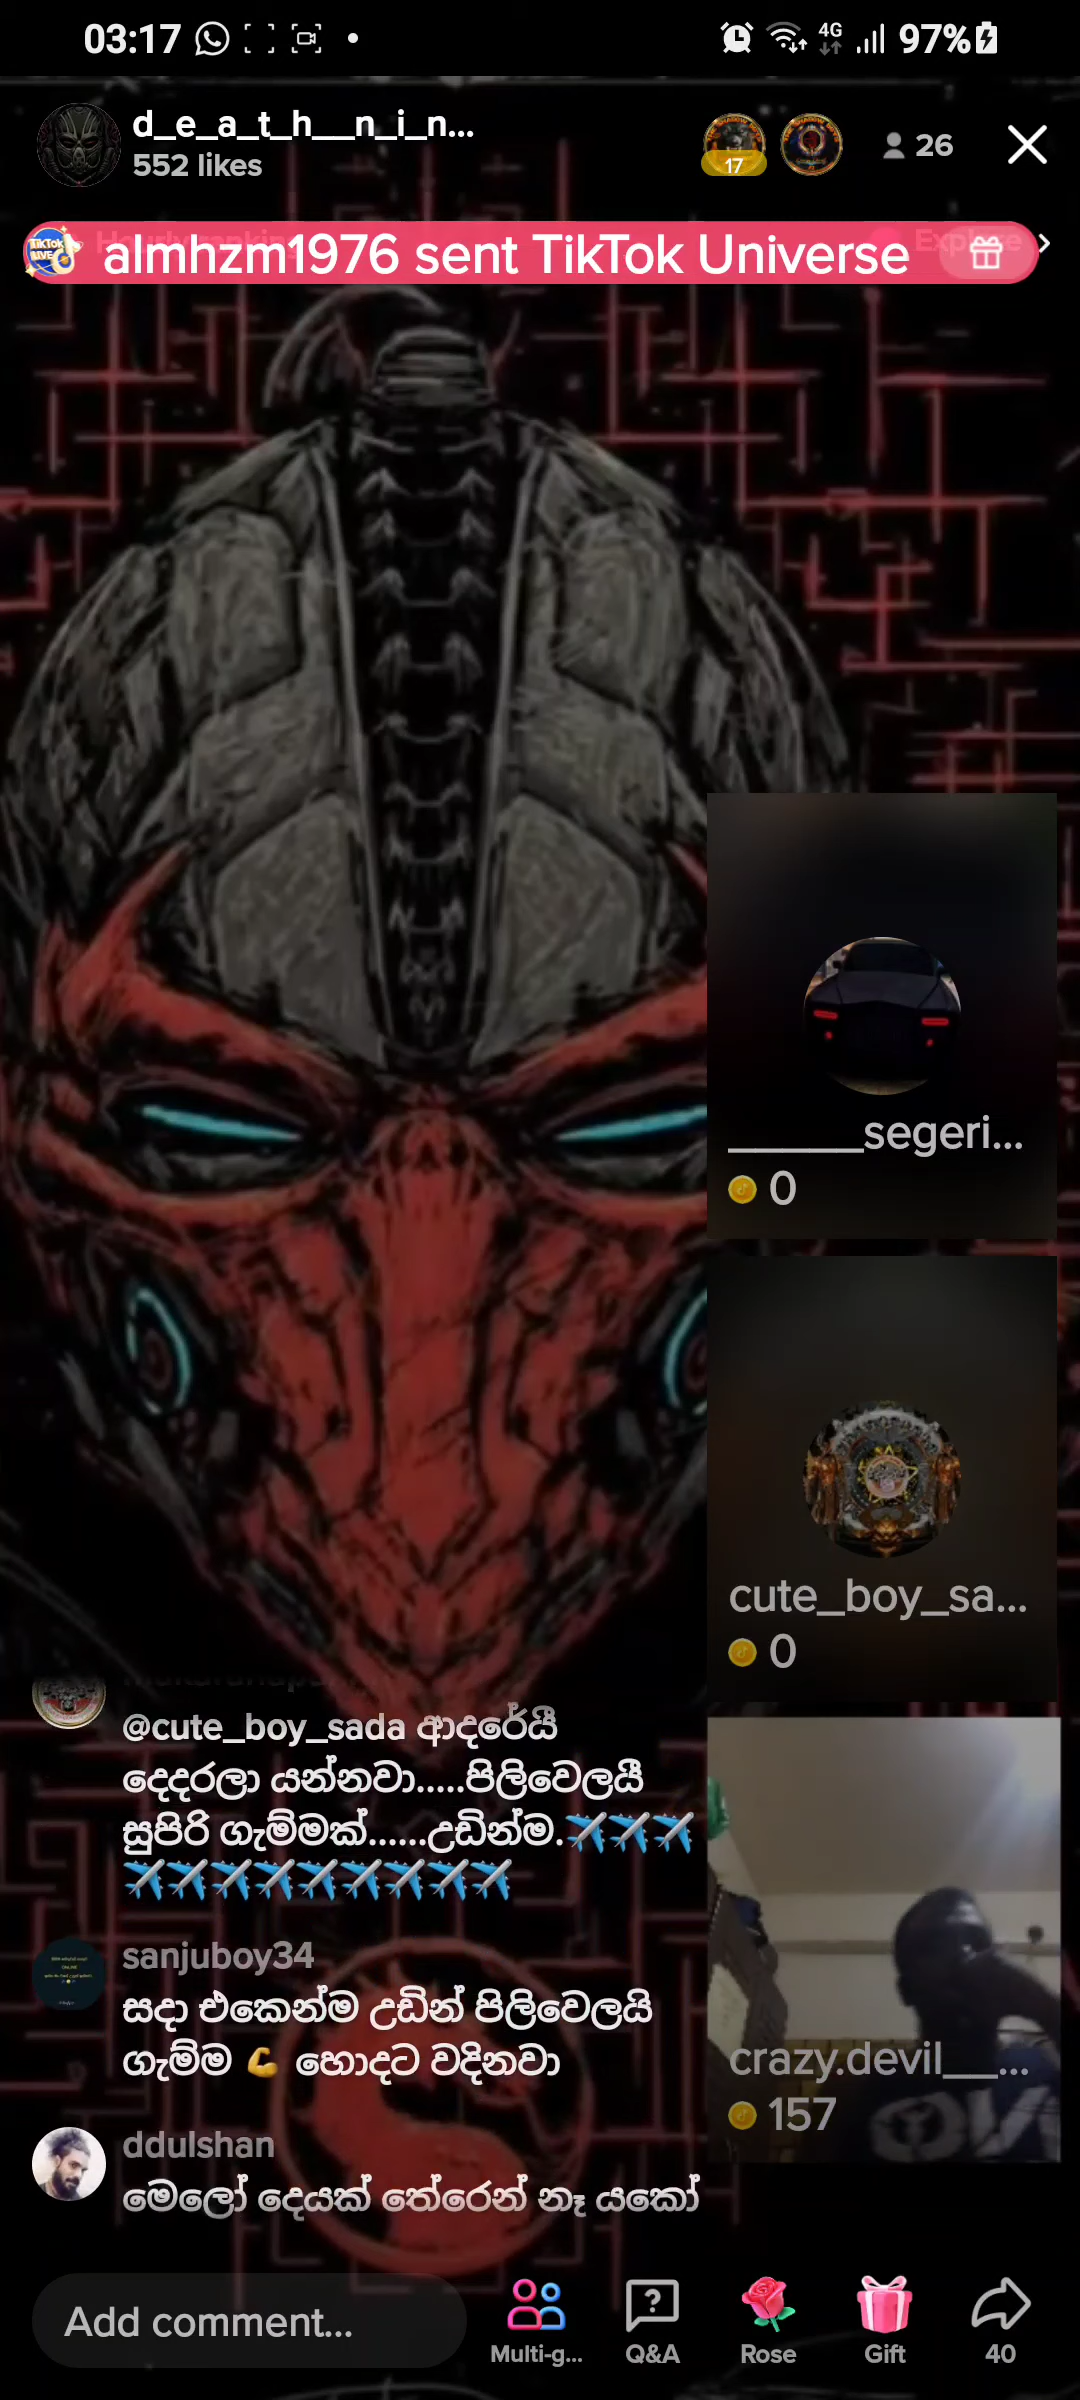 03:17
4G
97%
d_e_a_t_h__n_i_n...
552 likes
17
26
almhzm1976 sent TikTok Universe
______segeri...
0
cute_boy_sa...
0
@cute_boy_sada ආදරේයි
දෙදරලා යන්නවා.....පිලිවෙලයි
සුපිරි ගැම්මක්......උඩින්ම.✈️✈️✈️
✈️✈️✈️✈️✈️✈️✈️✈️✈️
sanjuboy34
සදා එකෙන්ම උඩින් පිලිවෙලයි
ගැම්ම 💪 හොදට වදිනවා
ddulshan
මෙලෝ දෙයක් තේරෙන් නෑ යකෝ
crazy.devil__...
157
Add comment...
Multi-g...
Q&A
Rose
Gift
40